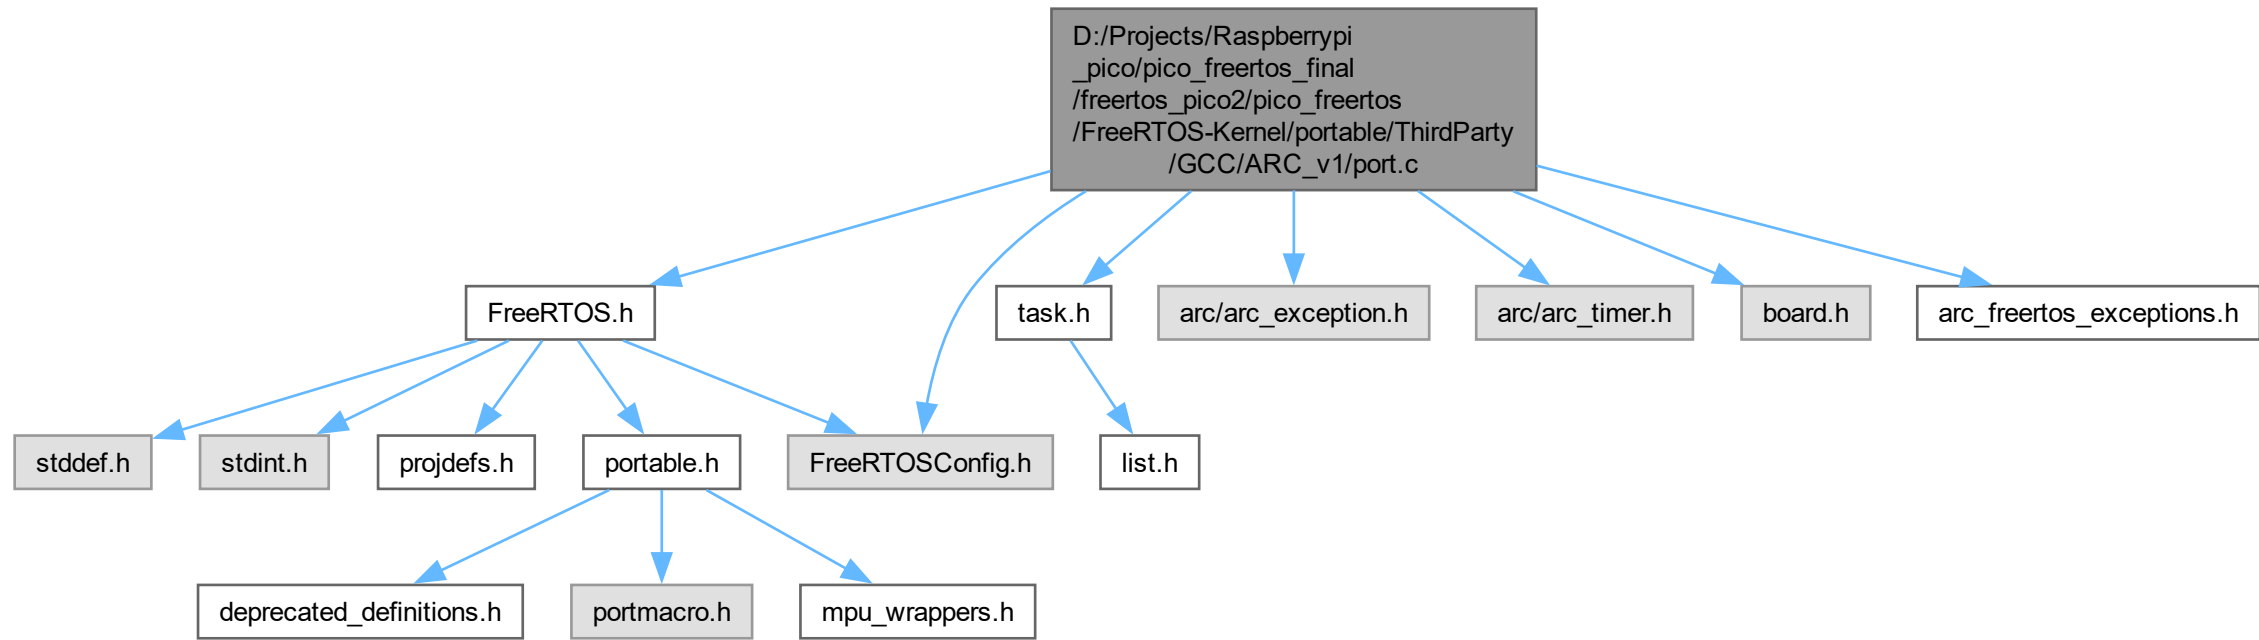 D:/Projects/Raspberrypi
_pico/pico_freertos_final
/freertos_pico2/pico_freertos
/FreeRTOS-Kernel/portable/ThirdParty
/GCC/ARC_v1/port.c
FreeRTOS.h
task.h
arc/arc_exception.h
arc/arc_timer.h
board.h
arc_freertos_exceptions.h
stddef.h
stdint.h
projdefs.h
portable.h
FreeRTOSConfig.h
list.h
deprecated_definitions.h
portmacro.h
mpu_wrappers.h